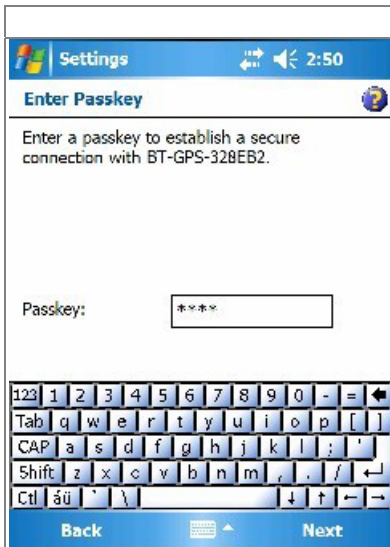 Settings 2:50
Enter Passkey
Enter a passkey to establish a secure
connection with BT-GPS-328EB2.
Passkey: ****
123 1 2 3 4 5 6 7 8 9 0 - =
Tab q w e r t y u i o p [ ]
CAP a s d f g h j k l ; '
Shift z x c v b n m , . /
Ctl áü ` \
Back Next